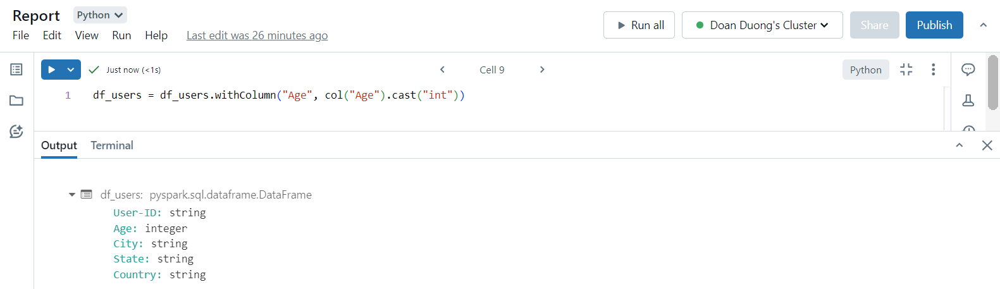 Report Python
File Edit View Run Help Last edit was 26 minutes ago
Run all Doan Duong's Cluster Share Publish
Just now (<1s) Cell 9 Python
1 df_users = df_users.withColumn("Age", col("Age").cast("int"))
Output Terminal
df_users: pyspark.sql.dataframe.DataFrame
User-ID: string
Age: integer
City: string
State: string
Country: string